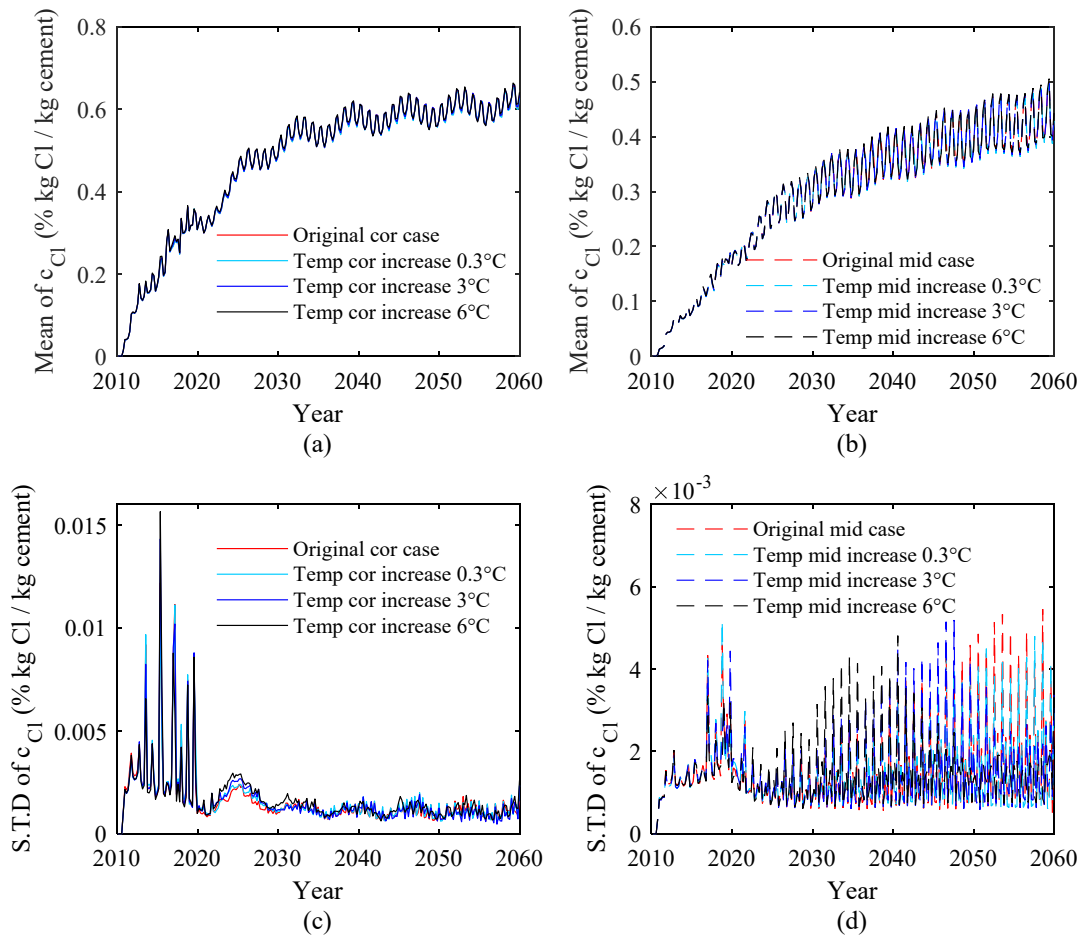 0.8
0.6
0.4
0.2
0
Mean of c_Cl (% kg Cl / kg cement)
Original cor case
Temp cor increase 0.3°C
Temp cor increase 3°C
Temp cor increase 6°C
2010 2020 2030 2040 2050 2060
Year
(a)
0.6
0.5
0.4
0.3
0.2
0.1
0
Mean of c_Cl (% kg Cl / kg cement)
Original mid case
Temp mid increase 0.3°C
Temp mid increase 3°C
Temp mid increase 6°C
2010 2020 2030 2040 2050 2060
Year
(b)
0.015
0.01
0.005
0
S.T.D of c_Cl (% kg Cl / kg cement)
Original cor case
Temp cor increase 0.3°C
Temp cor increase 3°C
Temp cor increase 6°C
2010 2020 2030 2040 2050 2060
Year
(c)
×10⁻³
8
6
4
2
0
S.T.D of c_Cl (% kg Cl / kg cement)
Original mid case
Temp mid increase 0.3°C
Temp mid increase 3°C
Temp mid increase 6°C
2010 2020 2030 2040 2050 2060
Year
(d)